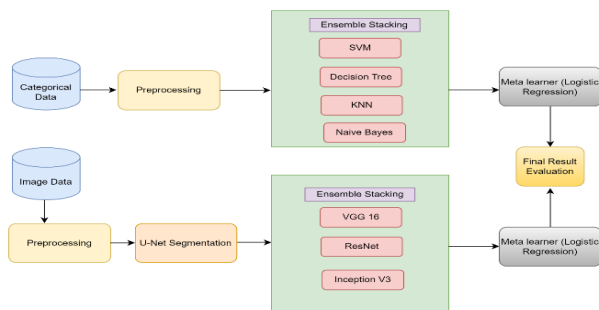 Ensemble Stacking
SVM
Decision Tree
KNN
Naive Bayes
Categorical
Data
Preprocessing
Meta learner (Logistic
Regression)
Final Result
Evaluation
Image Data
Preprocessing
U-Net Segmentation
Ensemble Stacking
VGG 16
ResNet
Inception V3
Meta learner (Logistic
Regression)